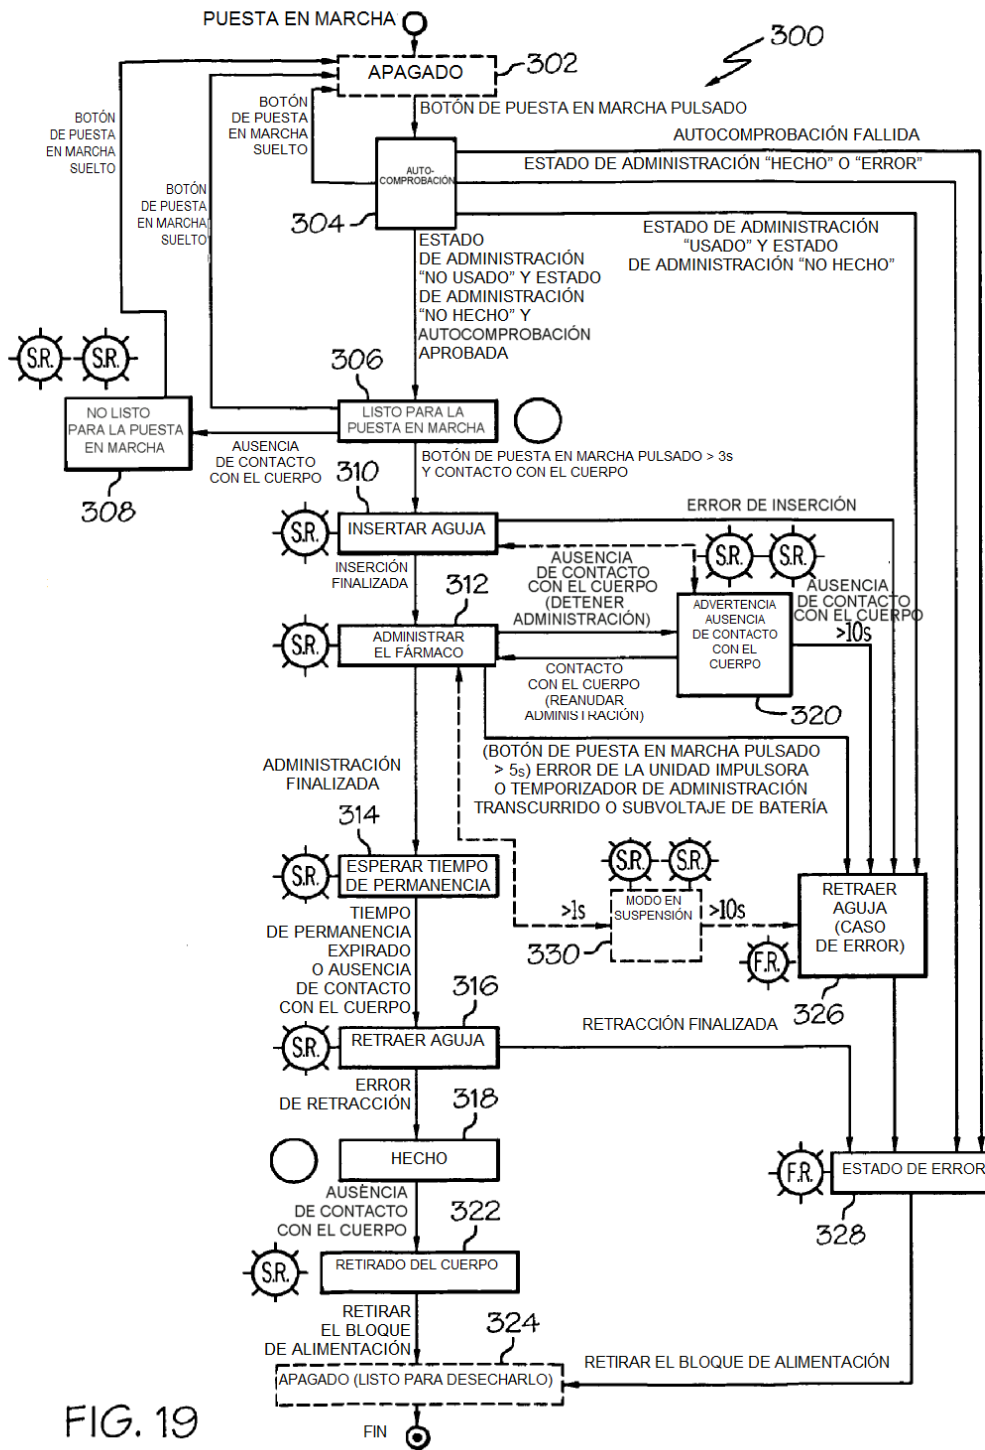 PUESTA EN MARCHA
300
APAGADO
302
BOTÓN DE PUESTA EN MARCHA PULSADO
BOTÓN
DE PUESTA
EN MARCHA
SUELTO
BOTÓN
DE PUESTA
EN MARCHA
SUELTO
BOTÓN
DE PUESTA
EN MARCHA
SUELTO
AUTO-
COMPROBACIÓN
304
AUTOCOMPROBACIÓN FALLIDA
ESTADO DE ADMINISTRACIÓN “HECHO” O “ERROR”
ESTADO DE ADMINISTRACIÓN
“USADO” Y ESTADO
DE ADMINISTRACIÓN “NO HECHO”
ESTADO
DE ADMINISTRACIÓN
“NO USADO” Y ESTADO
DE ADMINISTRACIÓN
“NO HECHO” Y
AUTOCOMPROBACIÓN
APROBADA
306
S.R.
S.R.
NO LISTO
PARA LA PUESTA
EN MARCHA
308
LISTO PARA LA
PUESTA EN MARCHA
AUSENCIA
DE CONTACTO
CON EL CUERPO
BOTÓN DE PUESTA EN MARCHA PULSADO > 3s
Y CONTACTO CON EL CUERPO
310
S.R.
INSERTAR AGUJA
ERROR DE INSERCIÓN
INSERCIÓN
FINALIZADA
312
AUSENCIA
DE CONTACTO
CON EL CUERPO
(DETENER
ADMINISTRACIÓN)
S.R.
S.R.
AUSENCIA
DE CONTACTO
CON EL CUERPO
>10s
S.R.
ADMINISTRAR
EL FÁRMACO
ADVERTENCIA
AUSENCIA
DE CONTACTO
CON EL
CUERPO
320
CONTACTO
CON EL CUERPO
(REANUDAR
ADMINISTRACIÓN)
(BOTÓN DE PUESTA EN MARCHA PULSADO
> 5s) ERROR DE LA UNIDAD IMPULSORA
O TEMPORIZADOR DE ADMINISTRACIÓN
TRANSCURRIDO O SUBVOLTAJE DE BATERÍA
ADMINISTRACIÓN
FINALIZADA
314
S.R.
ESPERAR TIEMPO
DE PERMANENCIA
S.R.
S.R.
>1s
MODO EN
SUSPENSIÓN
>10s
330
RETRAER
AGUJA
(CASO
DE ERROR)
F.R.
326
TIEMPO
DE PERMANENCIA
EXPIRADO
O AUSENCIA
DE CONTACTO
CON EL CUERPO
316
S.R.
RETRAER AGUJA
RETRACCIÓN FINALIZADA
ERROR
DE RETRACCIÓN
318
HECHO
F.R.
ESTADO DE ERROR
328
AUSENCIA
DE CONTACTO
CON EL CUERPO
322
S.R.
RETIRADO DEL CUERPO
RETIRAR
EL BLOQUE
DE ALIMENTACIÓN
324
APAGADO (LISTO PARA DESECHARLO)
RETIRAR EL BLOQUE DE ALIMENTACIÓN
FIN
FIG. 19